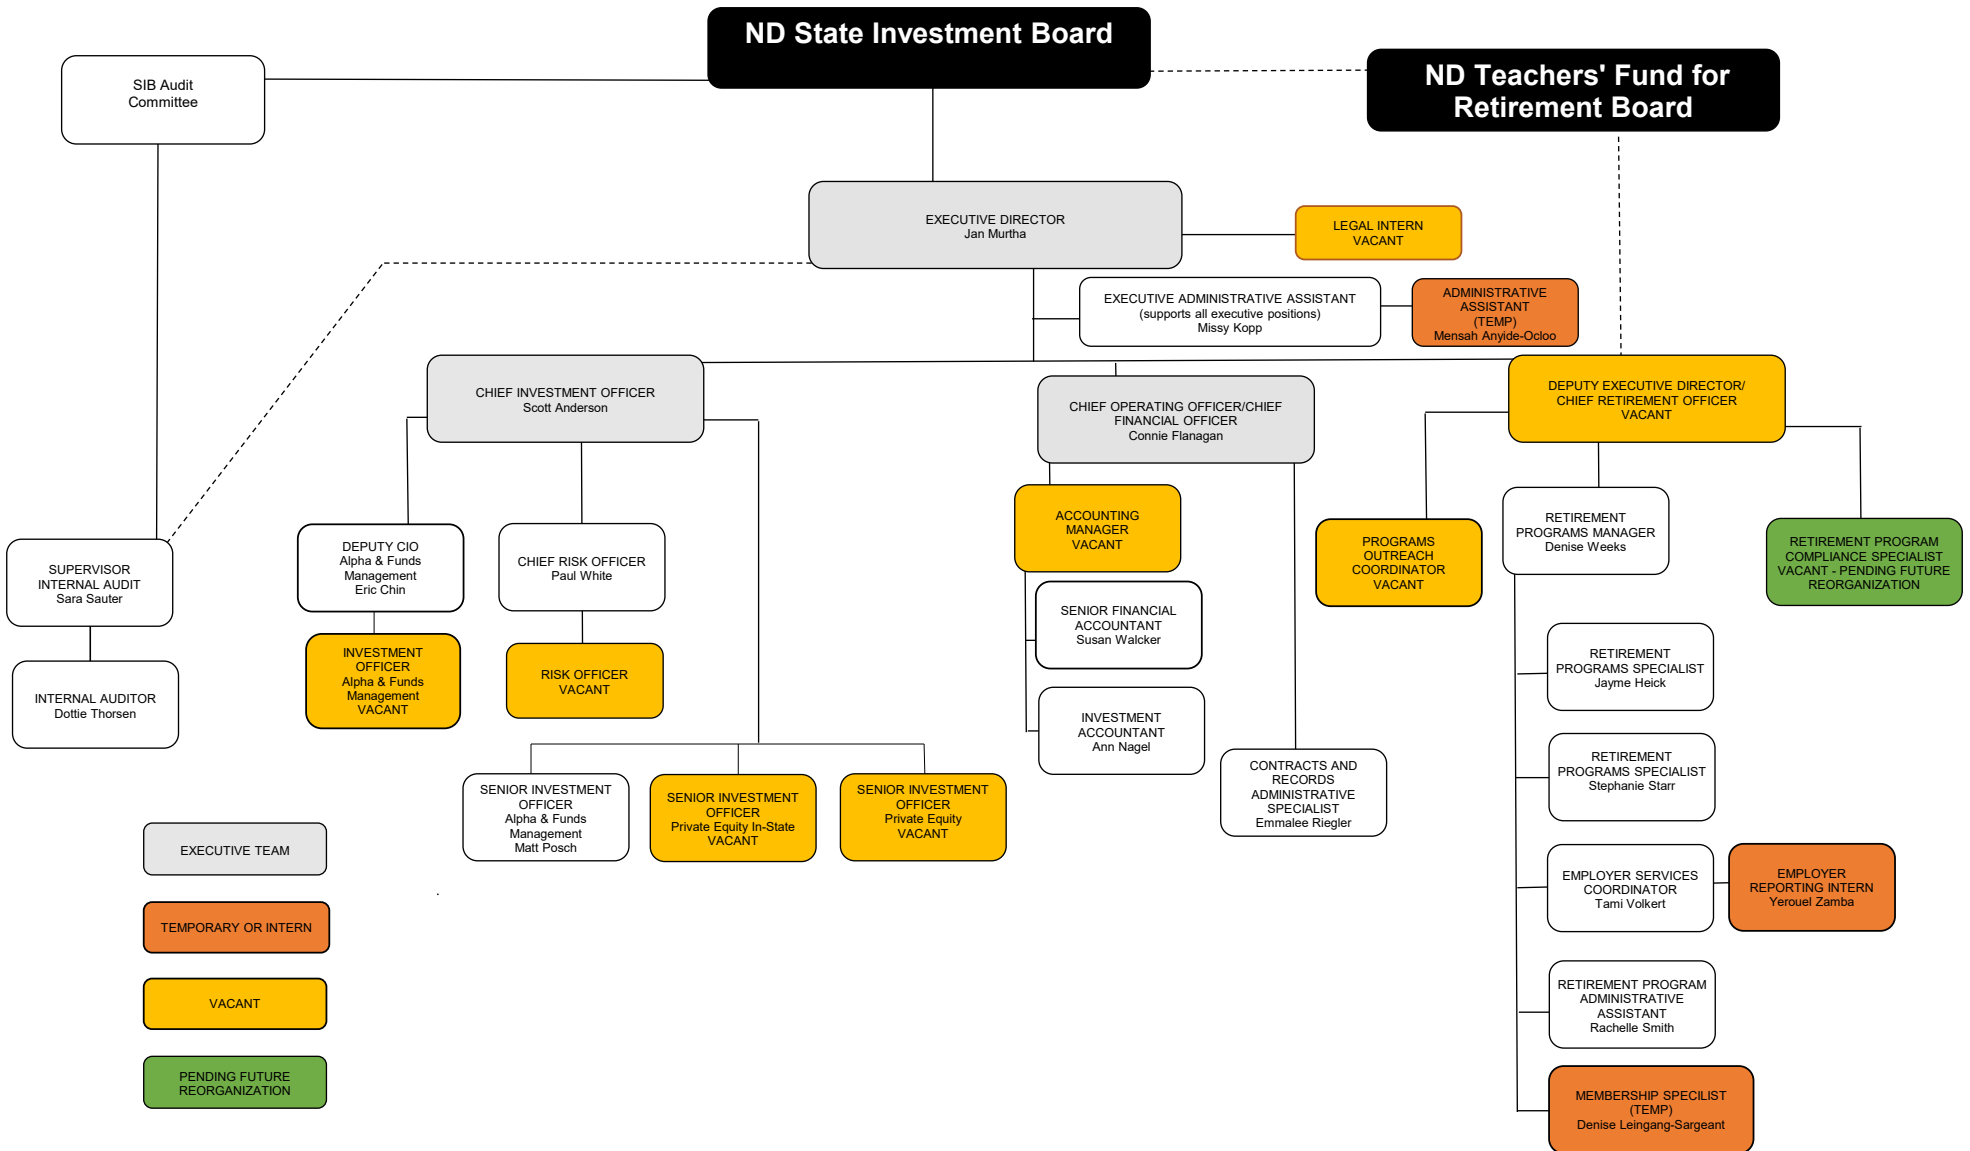 ND State Investment Board
SIB Audit
Committee
ND Teachers' Fund for
Retirement Board
EXECUTIVE DIRECTOR
Jan Murtha
LEGAL INTERN
VACANT
EXECUTIVE ADMINISTRATIVE ASSISTANT
(supports all executive positions)
Missy Kopp
ADMINISTRATIVE
ASSISTANT
(TEMP)
Mensah Anyide-Ocloo
CHIEF INVESTMENT OFFICER
Scott Anderson
CHIEF OPERATING OFFICER/CHIEF
FINANCIAL OFFICER
Connie Flanagan
DEPUTY EXECUTIVE DIRECTOR/
CHIEF RETIREMENT OFFICER
VACANT
SUPERVISOR
INTERNAL AUDIT
Sara Sauter
INTERNAL AUDITOR
Dottie Thorsen
DEPUTY CIO
Alpha & Funds
Management
Eric Chin
INVESTMENT
OFFICER
Alpha & Funds
Management
VACANT
CHIEF RISK OFFICER
Paul White
RISK OFFICER
VACANT
SENIOR INVESTMENT
OFFICER
Alpha & Funds
Management
Matt Posch
SENIOR INVESTMENT
OFFICER
Private Equity In-State
VACANT
SENIOR INVESTMENT
OFFICER
Private Equity
VACANT
ACCOUNTING
MANAGER
VACANT
SENIOR FINANCIAL
ACCOUNTANT
Susan Walcker
INVESTMENT
ACCOUNTANT
Ann Nagel
CONTRACTS AND
RECORDS
ADMINISTRATIVE
SPECIALIST
Emmalee Riegler
PROGRAMS
OUTREACH
COORDINATOR
VACANT
RETIREMENT
PROGRAMS MANAGER
Denise Weeks
RETIREMENT PROGRAM
COMPLIANCE SPECIALIST
VACANT - PENDING FUTURE
REORGANIZATION
RETIREMENT
PROGRAMS SPECIALIST
Jayme Heick
RETIREMENT
PROGRAMS SPECIALIST
Stephanie Starr
EMPLOYER SERVICES
COORDINATOR
Tami Volkert
EMPLOYER
REPORTING INTERN
Yerouel Zamba
RETIREMENT PROGRAM
ADMINISTRATIVE
ASSISTANT
Rachelle Smith
MEMBERSHIP SPECILIST
(TEMP)
Denise Leingang-Sargeant
EXECUTIVE TEAM
TEMPORARY OR INTERN
VACANT
PENDING FUTURE
REORGANIZATION